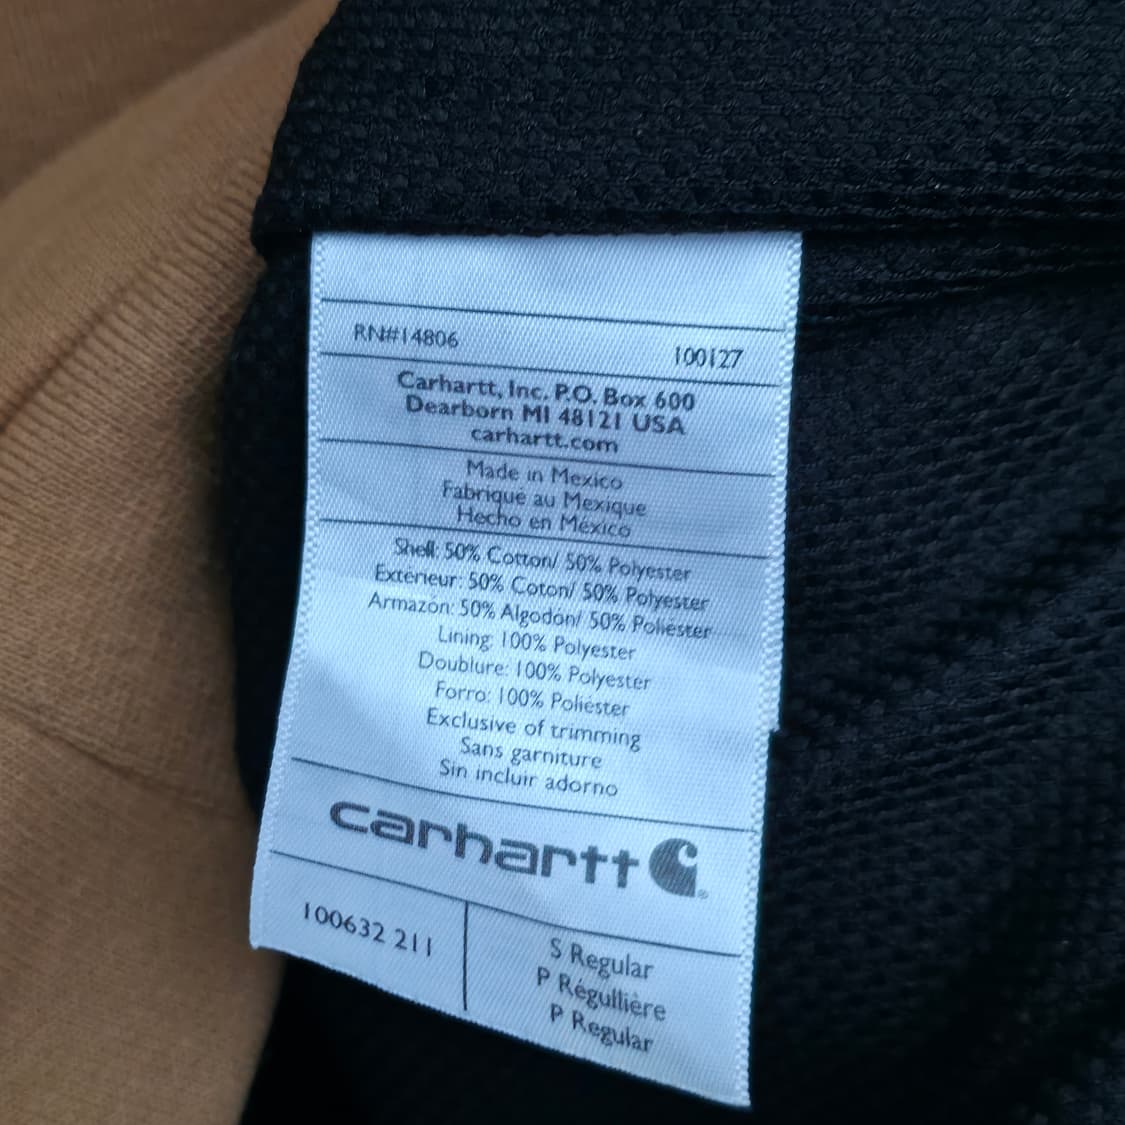 RN#14806 100127
Carhartt, Inc. P.O. Box 600
Dearborn MI 48121 USA
carhartt.com
Made in Mexico
Fabriqué au Mexique
Hecho en México
Shell: 50% Cotton/ 50% Polyester
Extérieur: 50% Coton/ 50% Polyester
Armazón: 50% Algodón/ 50% Poliéster
Lining: 100% Polyester
Doublure: 100% Polyester
Forro: 100% Poliéster
Exclusive of trimming
Sans garniture
Sin incluir adorno
carhartt
100632 211
S Regular
P Régullière
P Regular